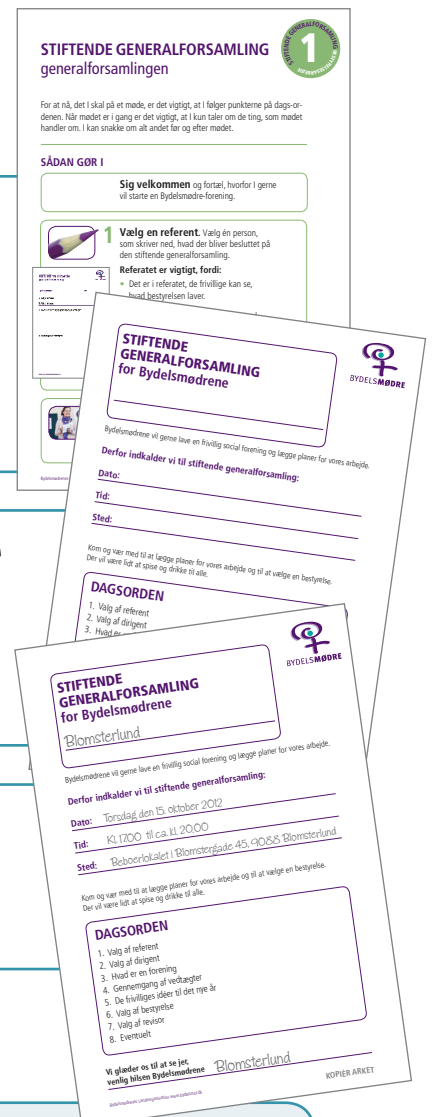 STIFTENDE GENERALFORSAMLING
generalforsamlingen
STIFTENDE GENERALFORSAMLING
1
For at nå, det I skal på et møde, er det vigtigt, at I følger punkterne på dags-or-
denen. Når mødet er i gang er det vigtigt, at I kun taler om de ting, som mødet
handler om. I kan snakke om alt andet før og efter mødet.
SÅDAN GØR I
Sig velkommen og fortæl, hvorfor I gerne
vil starte en Bydelsmødre-forening.
1 Vælg en referent. Vælg én person,
som skriver ned, hvad der bliver besluttet på
den stiftende generalforsamling.
Referatet er vigtigt, fordi:
• Det er i referatet, de frivillige kan se,
hvad bestyrelsen laver.
STIFTENDE
GENERALFORSAMLING
for Bydelsmødrene
BYDELSMØDRE
Bydelsmødrene vil gerne lave en frivillig social forening og lægge planer for vores arbejde.
Derfor indkalder vi til stiftende generalforsamling:
Dato:
Tid:
Sted:
Kom og vær med til at lægge planer for vores arbejde og til at vælge en bestyrelse.
Der vil være lidt at spise og drikke til alle.
DAGSORDEN
1. Valg af referent
2. Valg af dirigent
3. Hvad er
STIFTENDE
GENERALFORSAMLING
for Bydelsmødrene
Blomsterlund
BYDELSMØDRE
Bydelsmødrene vil gerne lave en frivillig social forening og lægge planer for vores arbejde.
Derfor indkalder vi til stiftende generalforsamling:
Dato: Torsdag den 15. oktober 2012
Tid: Kl. 17.00 til ca. kl. 20.00
Sted: Beboerlokalet i Blomstergade 45, 9088 Blomsterlund
Kom og vær med til at lægge planer for vores arbejde og til at vælge en bestyrelse.
Der vil være lidt at spise og drikke til alle.
DAGSORDEN
1. Valg af referent
2. Valg af dirigent
3. Hvad er en forening
4. Gennemgang af vedtægter
5. De frivilliges idéer til det nye år
6. Valg af bestyrelse
7. Valg af revisor
8. Eventuelt
Vi glæder os til at se jer,
venlig hilsen Bydelsmødrene Blomsterlund
KOPIER ARKET